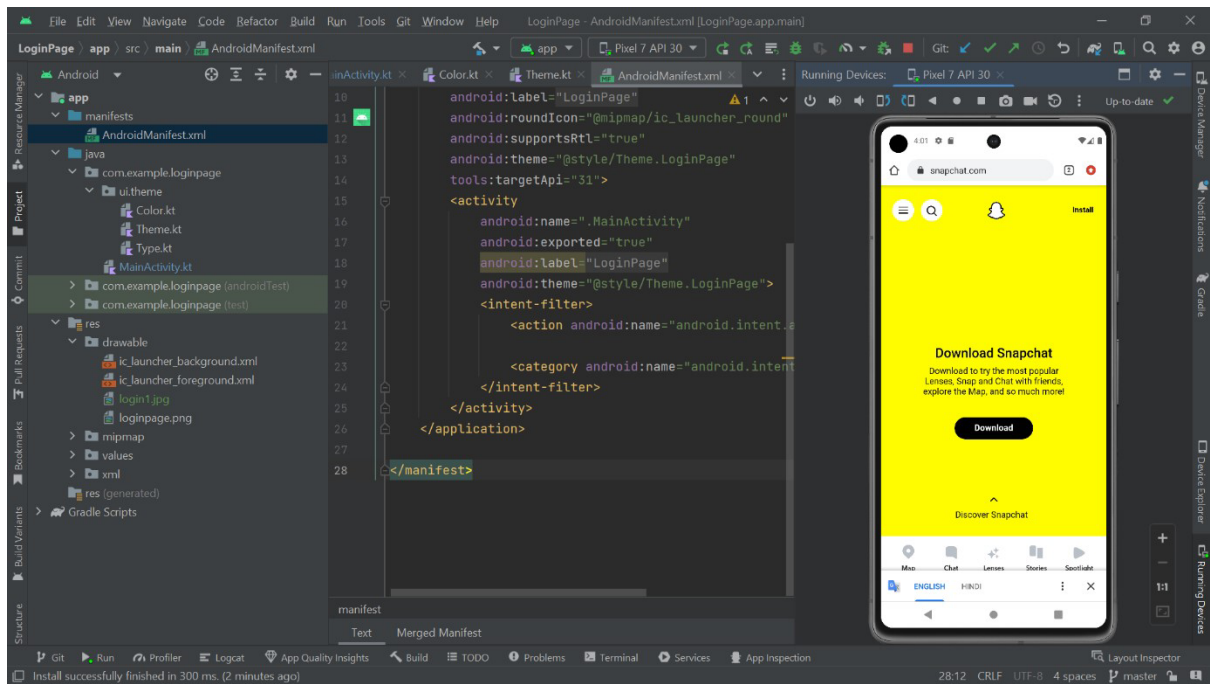 File Edit View Navigate Code Refactor Build Run Tools Git Window Help LoginPage - AndroidManifest.xml [LoginPage.app.main]
LoginPage app src main AndroidManifest.xml
app Pixel 7 API 30 Git:
Android
inActivity.kt Color.kt Theme.kt AndroidManifest.xml
Running Devices: Pixel 7 API 30
Up-to-date
app
manifests
AndroidManifest.xml
java
com.example.loginpage
ui.theme
Color.kt
Theme.kt
Type.kt
MainActivity.kt
com.example.loginpage (androidTest)
com.example.loginpage (test)
res
drawable
ic_launcher_background.xml
ic_launcher_foreground.xml
login1.jpg
loginpage.png
mipmap
values
xml
res (generated)
Gradle Scripts
Resource Manager
Project
Commit
Pull Requests
Bookmarks
Build Variants
Structure
10 android:label="LoginPage"
1
11 android:roundIcon="@mipmap/ic_launcher_round"
12 android:supportsRtl="true"
13 android:theme="@style/Theme.LoginPage"
14 tools:targetApi="31">
15 <activity
16 android:name=".MainActivity"
17 android:exported="true"
18 android:label="LoginPage"
19 android:theme="@style/Theme.LoginPage">
20 <intent-filter>
21 <action android:name="android.intent.a
22
23 <category android:name="android.intent
24 </intent-filter>
25 </activity>
26 </application>
27
28 </manifest>
manifest
Text Merged Manifest
4:01
snapchat.com
Install
Download Snapchat
Download to try the most popular
Lenses, Snap and Chat with friends,
explore the Map, and so much more!
Download
Discover Snapchat
Map Chat Lenses Stories Spotlight
ENGLISH HINDI
1:1
Device Manager
Notifications
Gradle
Device Explorer
Running Devices
Git Run Profiler Logcat App Quality Insights Build TODO Problems Terminal Services App Inspection Layout Inspector
Install successfully finished in 300 ms. (2 minutes ago) 28:12 CRLF UTF-8 4 spaces master